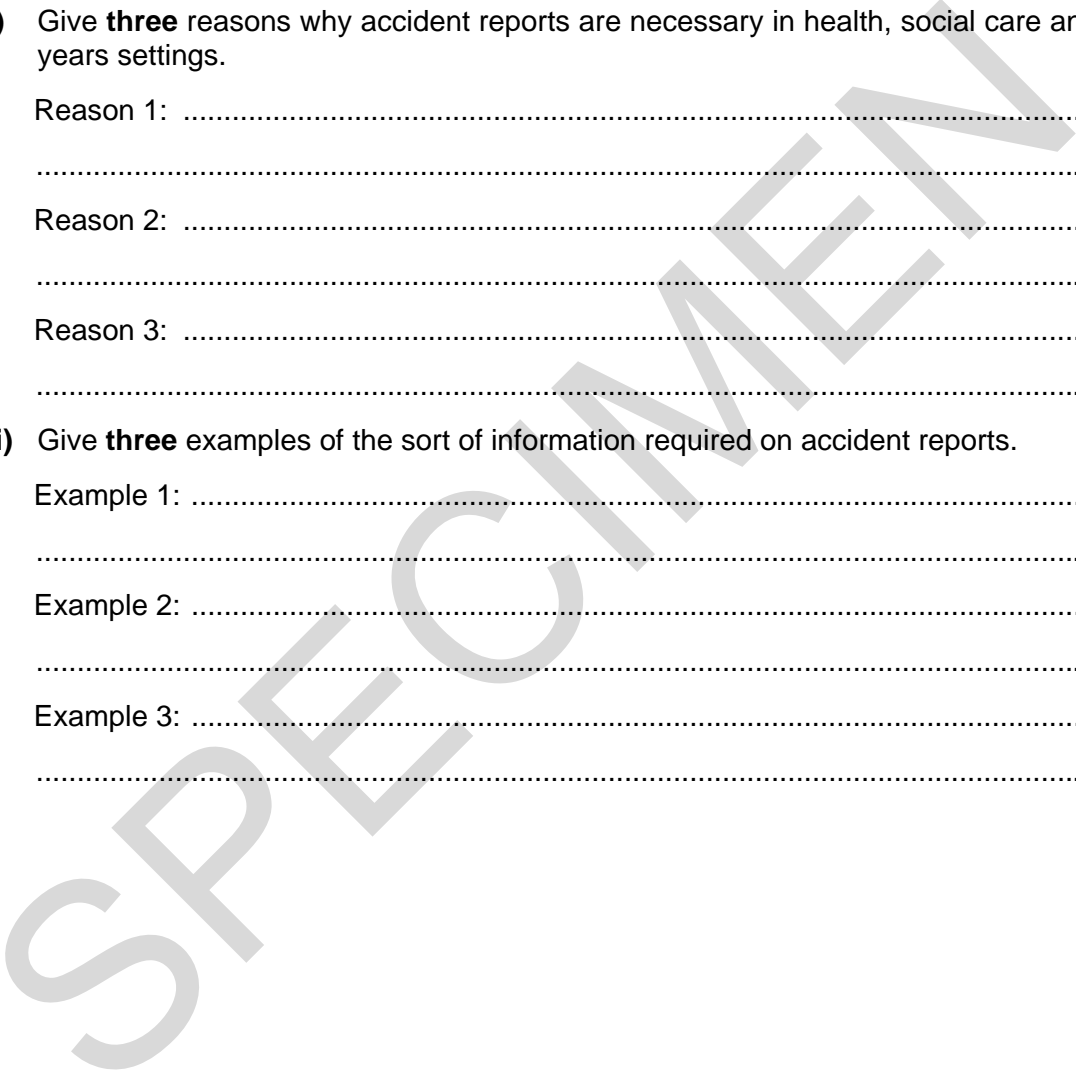 ) Give three reasons why accident reports are necessary in health, social care an
years settings.
Reason 1: ................................................................................
................................................................................
Reason 2: ................................................................................
................................................................................
Reason 3: ................................................................................
................................................................................
i) Give three examples of the sort of information required on accident reports.
Example 1: ................................................................................
................................................................................
Example 2: ................................................................................
................................................................................
Example 3: ................................................................................
................................................................................
SPECIMEN